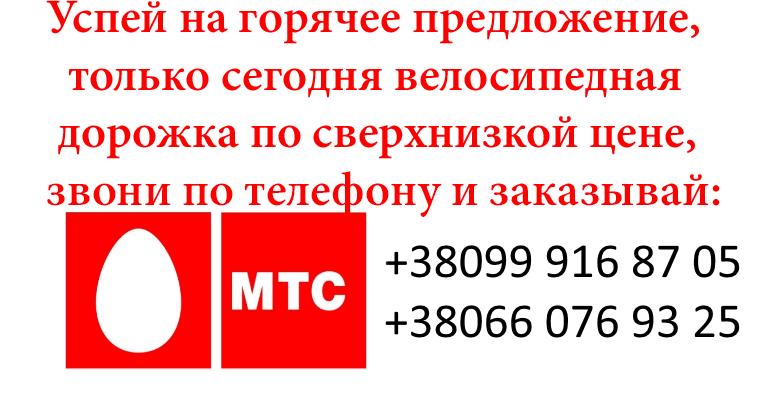 Успей на горячее предложение,
только сегодня велосипедная
дорожка по сверхнизкой цене,
звони по телефону и заказывай:
МТС
+38099 916 87 05
+38066 076 93 25